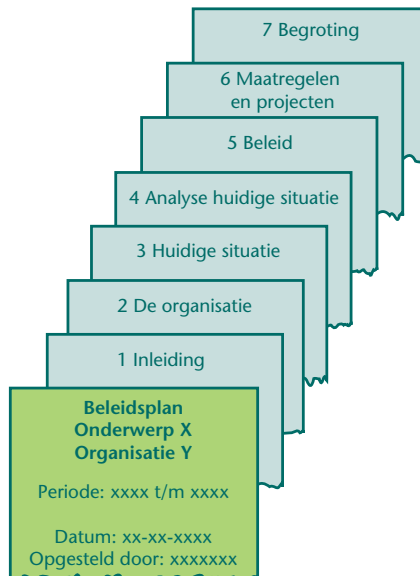 7 Begroting
6 Maatregelen
en projecten
5 Beleid
4 Analyse huidige situatie
3 Huidige situatie
2 De organisatie
1 Inleiding
Beleidsplan
Onderwerp X
Organisatie Y
Periode: xxxx t/m xxxx
Datum: xx-xx-xxxx
Opgesteld door: xxxxxxx